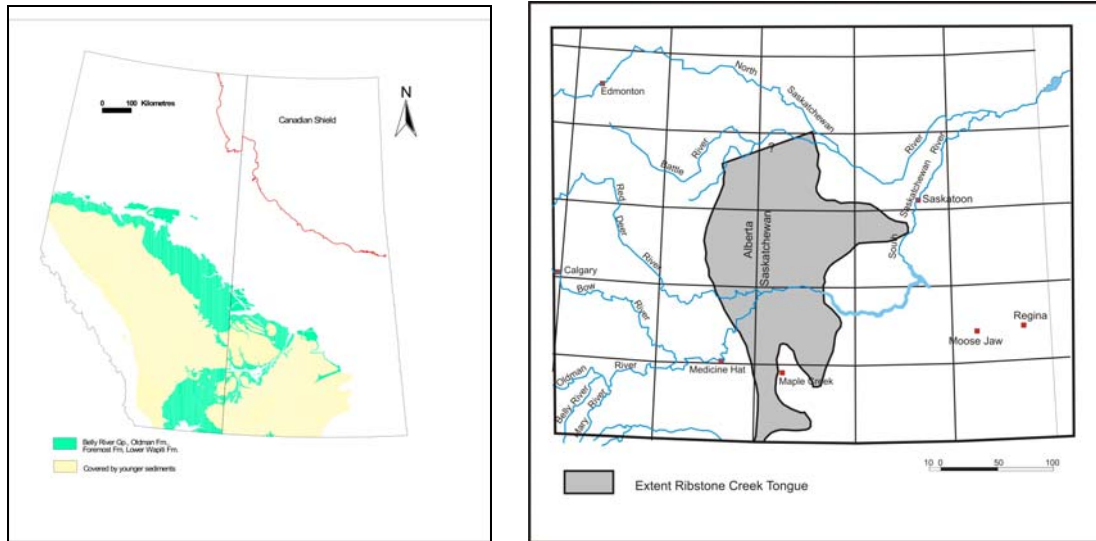 0 100 Kilometres
Canadian Shield
N
Belly River Gp., Oldman Fm.,
Foremost Fm. Lower Wapiti Fm.
Covered by younger sediments
North
Saskatchewan
River
Edmonton
Battle
River
?
River
Saskatchewan
South
Saskatoon
Red
Deer
River
Alberta
Saskatchewan
Calgary
Bow
River
Regina
Moose Jaw
Medicine Hat
Maple Creek
Oldman
River
Belly River
Mary River
10 0 50 100
Extent Ribstone Creek Tongue